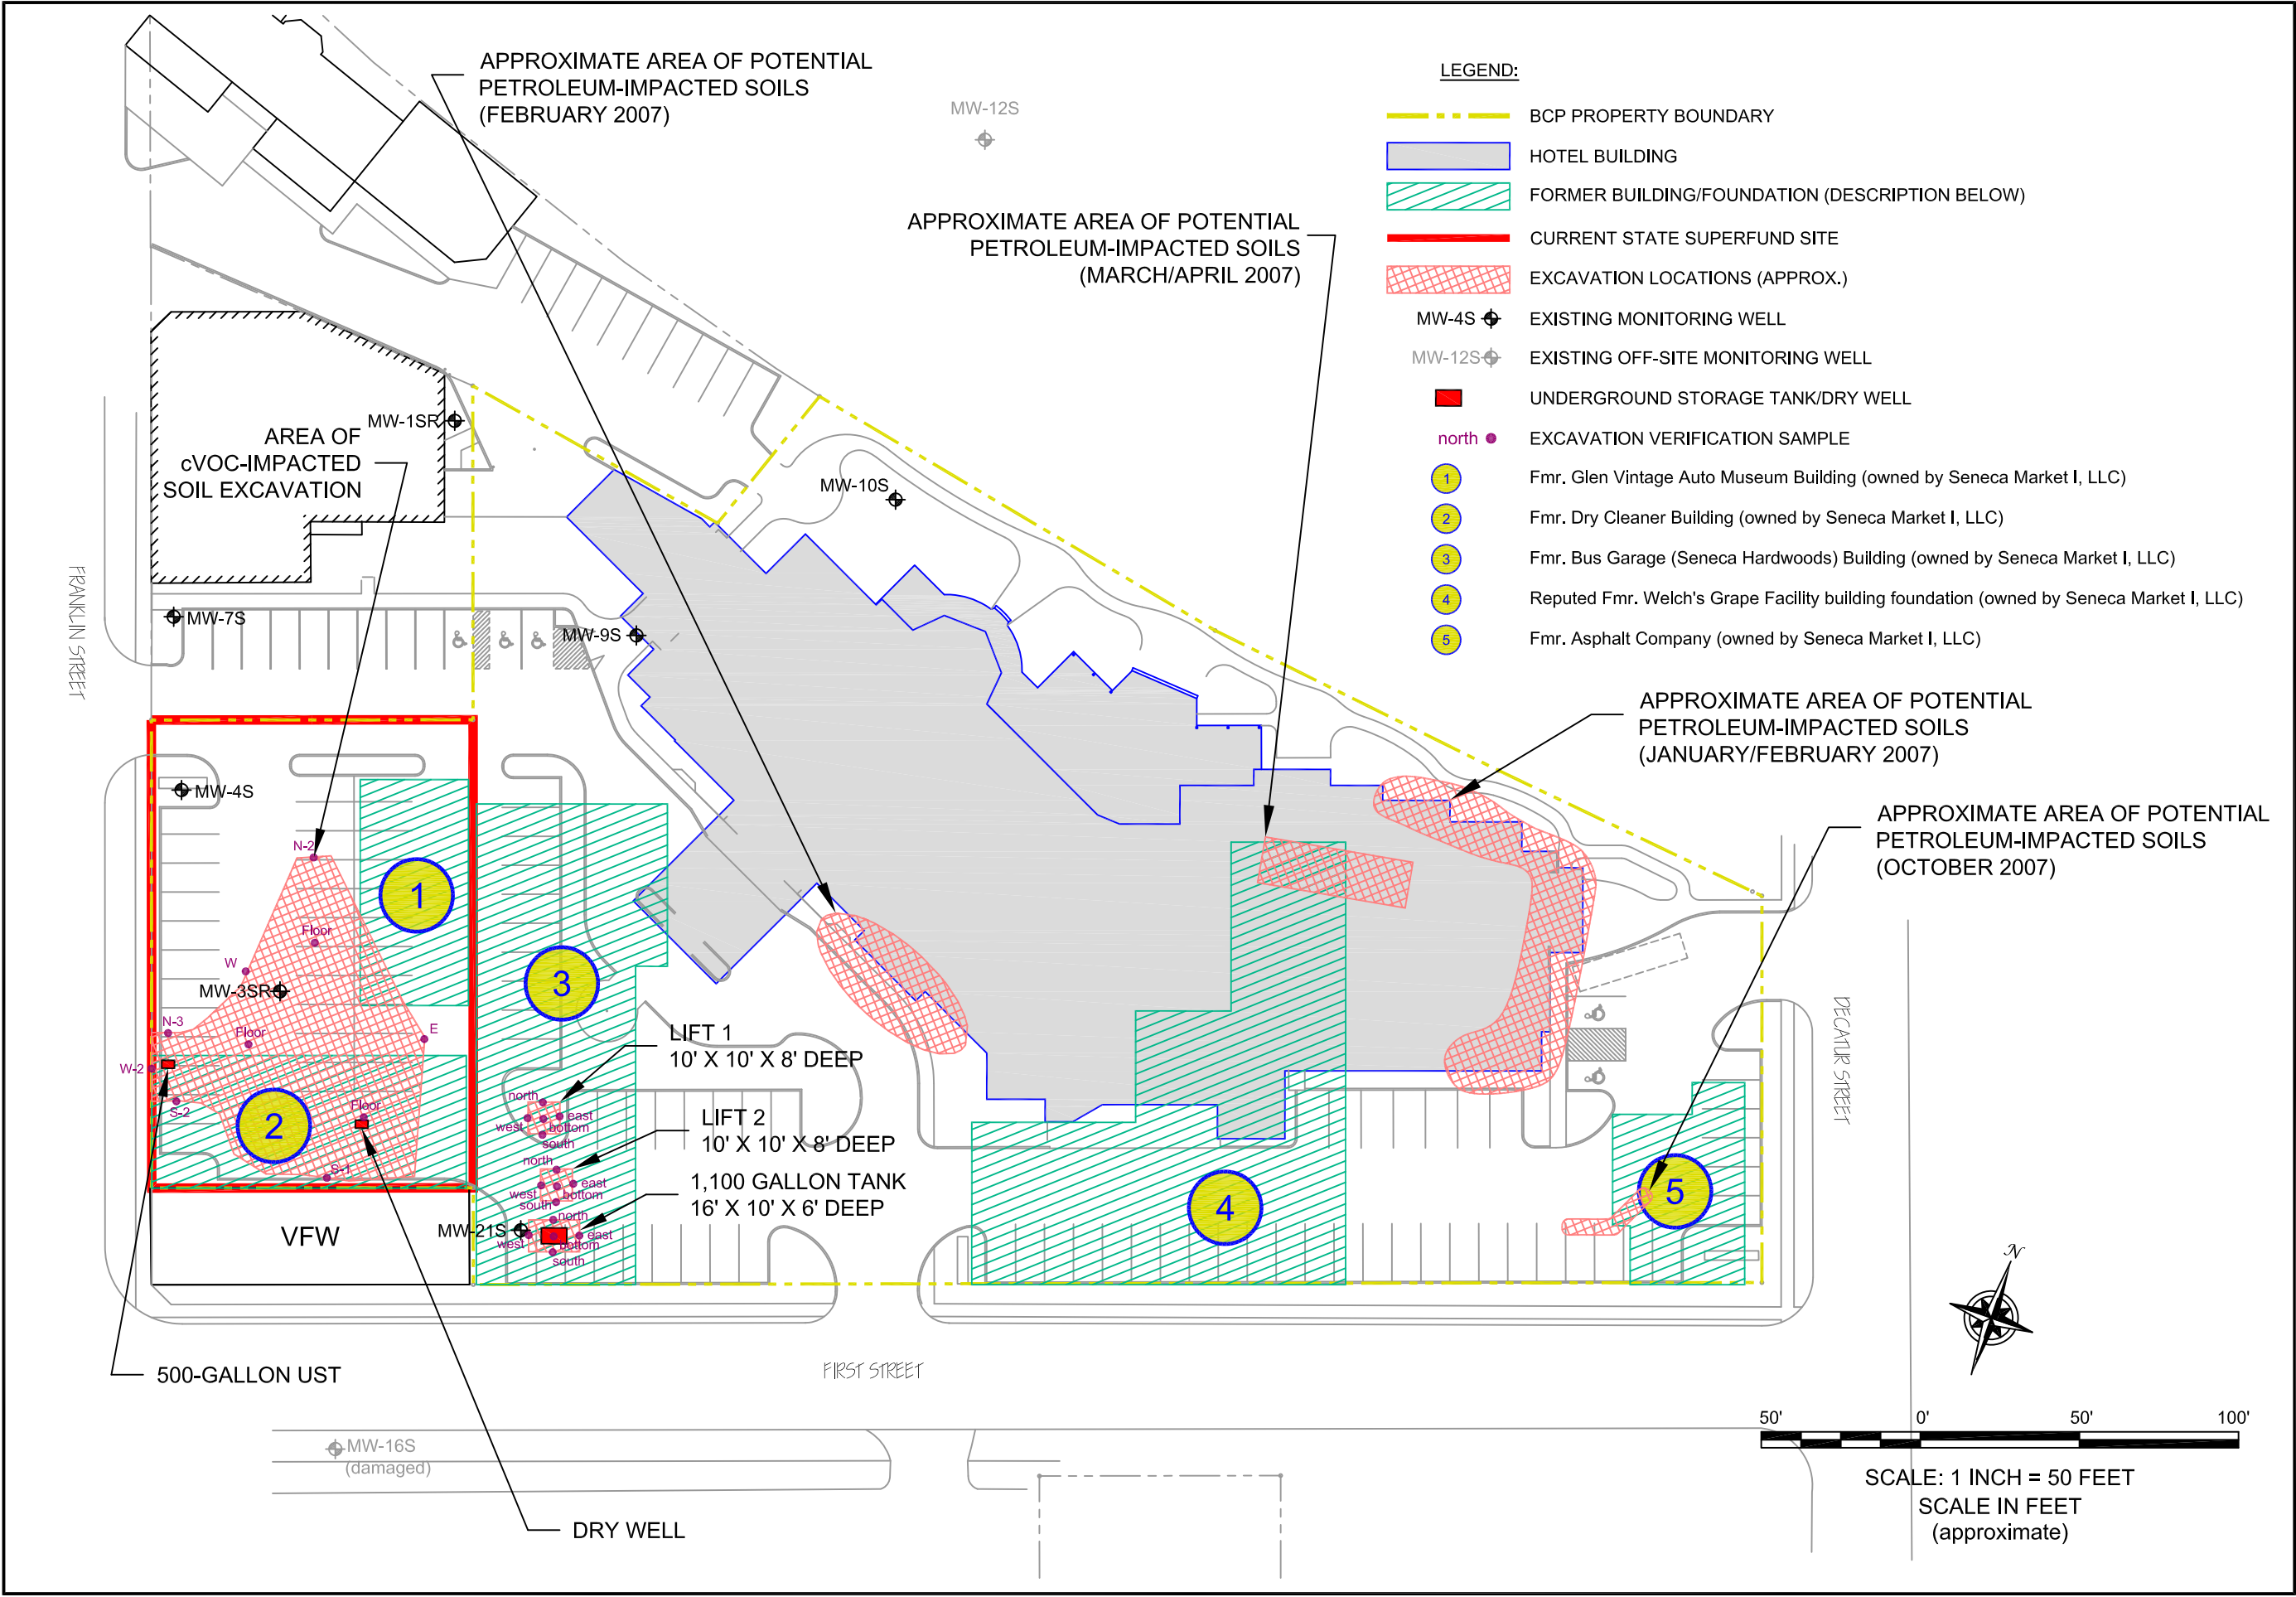 APPROXIMATE AREA OF POTENTIAL
PETROLEUM-IMPACTED SOILS
(FEBRUARY 2007)
MW-12S
APPROXIMATE AREA OF POTENTIAL
PETROLEUM-IMPACTED SOILS
(MARCH/APRIL 2007)
LEGEND:
BCP PROPERTY BOUNDARY
HOTEL BUILDING
FORMER BUILDING/FOUNDATION (DESCRIPTION BELOW)
CURRENT STATE SUPERFUND SITE
EXCAVATION LOCATIONS (APPROX.)
MW-4S EXISTING MONITORING WELL
MW-12S EXISTING OFF-SITE MONITORING WELL
UNDERGROUND STORAGE TANK/DRY WELL
north EXCAVATION VERIFICATION SAMPLE
1 Fmr. Glen Vintage Auto Museum Building (owned by Seneca Market I, LLC)
2 Fmr. Dry Cleaner Building (owned by Seneca Market I, LLC)
3 Fmr. Bus Garage (Seneca Hardwoods) Building (owned by Seneca Market I, LLC)
4 Reputed Fmr. Welch's Grape Facility building foundation (owned by Seneca Market I, LLC)
5 Fmr. Asphalt Company (owned by Seneca Market I, LLC)
MW-1SR
AREA OF
cVOC-IMPACTED
SOIL EXCAVATION
MW-10S
FRANKLIN STREET
MW-7S
MW-9S
APPROXIMATE AREA OF POTENTIAL
PETROLEUM-IMPACTED SOILS
(JANUARY/FEBRUARY 2007)
MW-4S
APPROXIMATE AREA OF POTENTIAL
PETROLEUM-IMPACTED SOILS
(OCTOBER 2007)
N-2
1
Floor
W
MW-3SR
3
N-3
Floor
E
W-2
S-2
2
Floor
S-1
LIFT 1
10' X 10' X 8' DEEP
north
east
west
bottom
south
LIFT 2
10' X 10' X 8' DEEP
north
east
west
bottom
south
1,100 GALLON TANK
16' X 10' X 6' DEEP
north
MW-21S
east
west
bottom
south
VFW
4
5
DECATUR STREET
N
500-GALLON UST
FIRST STREET
MW-16S
(damaged)
DRY WELL
50' 0' 50' 100'
SCALE: 1 INCH = 50 FEET
SCALE IN FEET
(approximate)